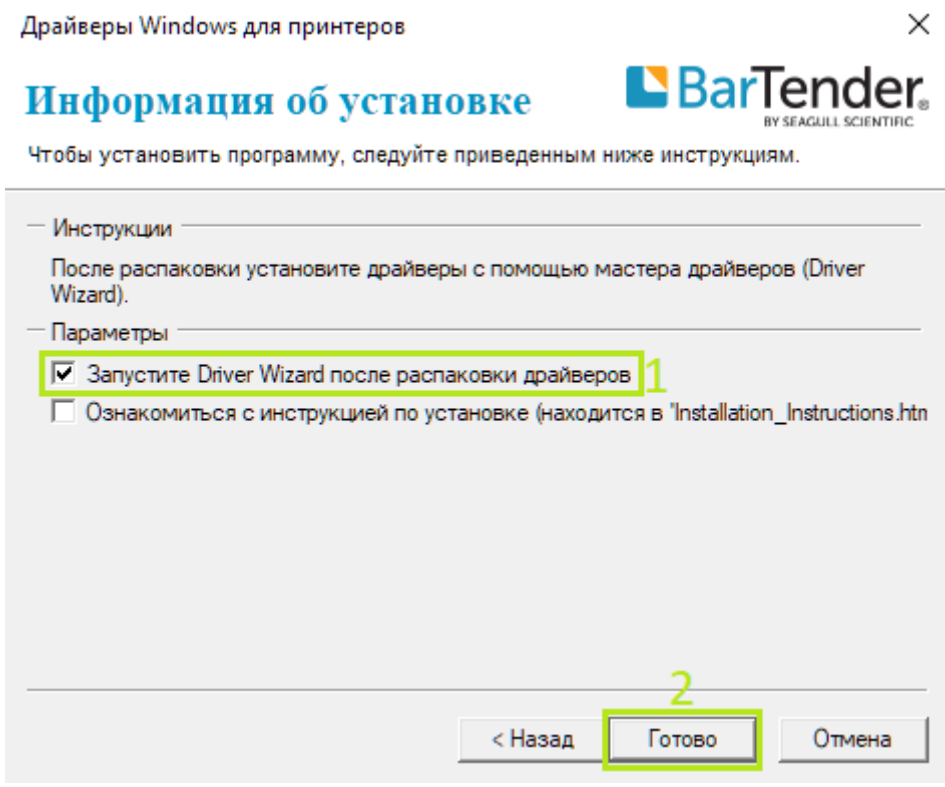 Драйверы Windows для принтеров
Информация об установке
BarTender®
BY SEAGULL SCIENTIFIC
Чтобы установить программу, следуйте приведенным ниже инструкциям.
Инструкции
После распаковки установите драйверы с помощью мастера драйверов (Driver
Wizard).
Параметры
Запустите Driver Wizard после распаковки драйверов 1
Ознакомиться с инструкцией по установке (находится в 'Installation_Instructions.htm
2
< Назад Готово Отмена